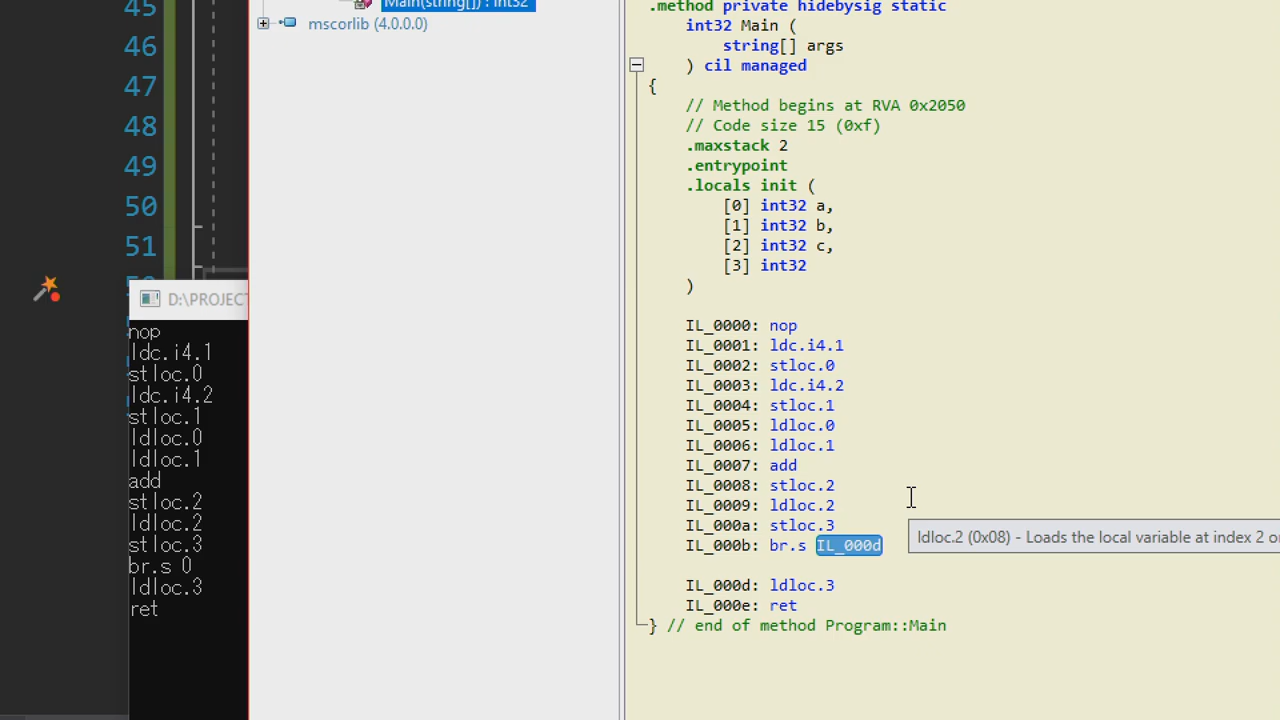 45
46
47
48
49
50
51
D:\PROJECT
nop
ldc.i4.1
stloc.0
ldc.i4.2
stloc.1
ldloc.0
ldloc.1
add
stloc.2
ldloc.2
stloc.3
br.s 0
ldloc.3
ret
Main(string[]) : int32
mscorlib (4.0.0.0)
.method private hidebysig static
int32 Main (
string[] args
) cil managed
{
// Method begins at RVA 0x2050
// Code size 15 (0xf)
.maxstack 2
.entrypoint
.locals init (
[0] int32 a,
[1] int32 b,
[2] int32 c,
[3] int32
)
IL_0000: nop
IL_0001: ldc.i4.1
IL_0002: stloc.0
IL_0003: ldc.i4.2
IL_0004: stloc.1
IL_0005: ldloc.0
IL_0006: ldloc.1
IL_0007: add
IL_0008: stloc.2
IL_0009: ldloc.2
IL_000a: stloc.3
IL_000b: br.s IL_000d
IL_000d: ldloc.3
IL_000e: ret
} // end of method Program::Main
ldloc.2 (0x08) - Loads the local variable at index 2 o